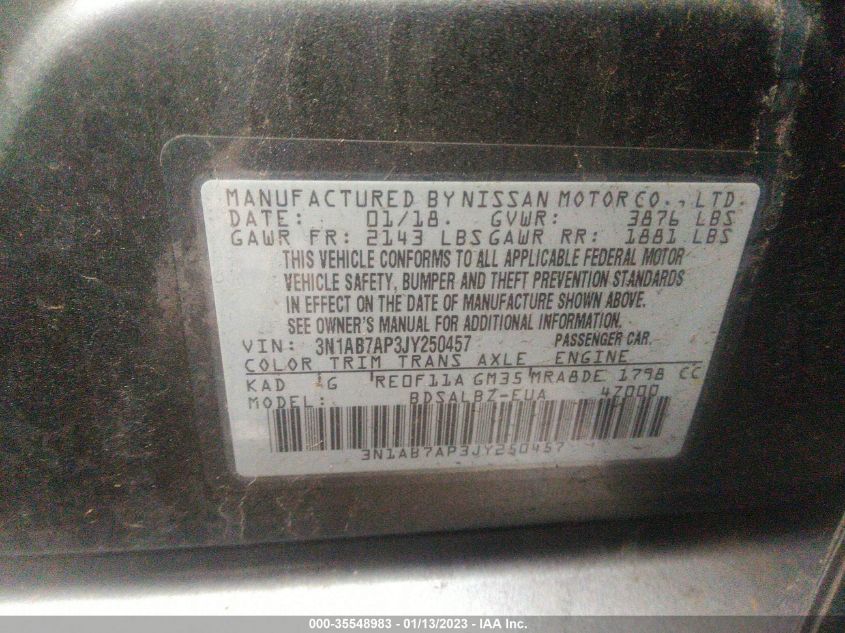 MANUFACTURED BY NISSAN MOTOR CO., LTD.
DATE: 01/18. GVWR: 3876 LBS
GAWR FR: 2143 LBS GAWR RR: 1881 LBS
THIS VEHICLE CONFORMS TO ALL APPLICABLE FEDERAL MOTOR
VEHICLE SAFETY, BUMPER AND THEFT PREVENTION STANDARDS
IN EFFECT ON THE DATE OF MANUFACTURE SHOWN ABOVE.
SEE OWNER'S MANUAL FOR ADDITIONAL INFORMATION.
VIN: 3N1AB7AP3JY250457 PASSENGER CAR.
COLOR TRIM TRANS AXLE ENGINE
KAD G RE0F11A GM35 MRA8DE 1798 CC
MODEL: BDSALBZ-EUA 47000
3N1AB7AP3JY250457
000-35548983 - 01/13/2023 - IAA Inc.